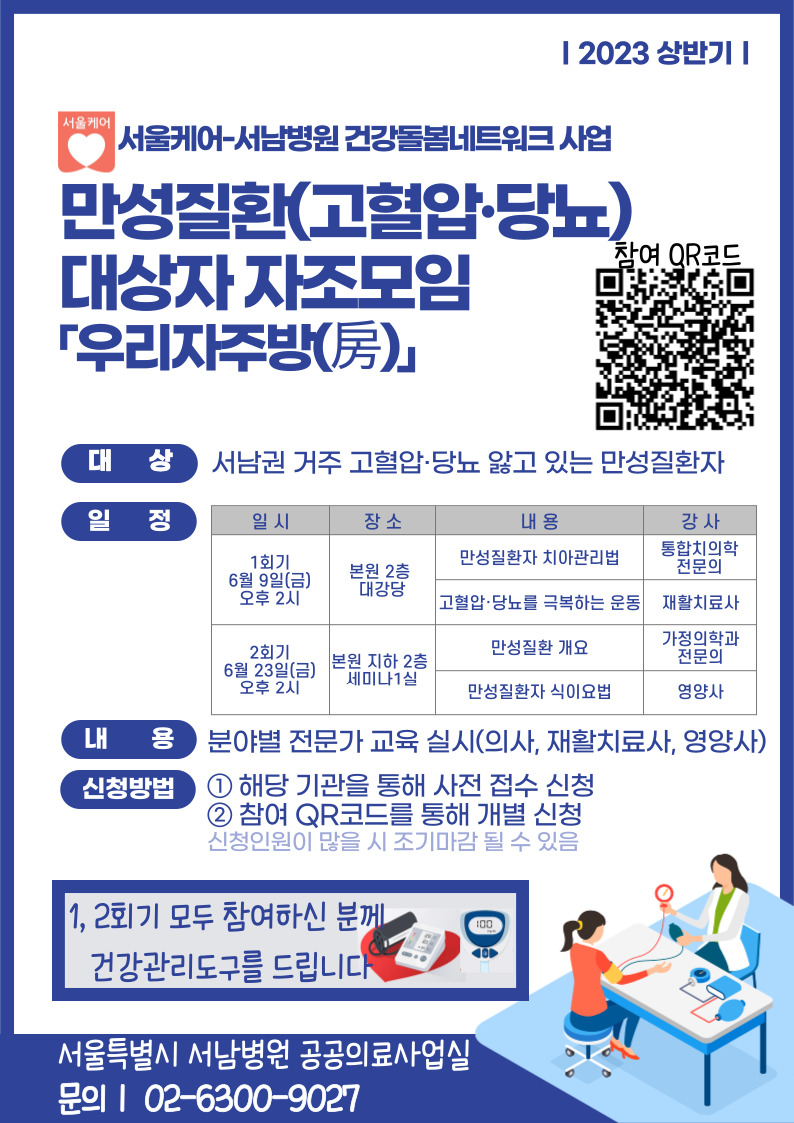 | 2023 상반기 |
서울케어
서울케어-서남병원 건강돌봄네트워크 사업
만성질환(고혈압·당뇨)
대상자 자조모임
「우리자주방(房)」
참여 QR코드
대 상 서남권 거주 고혈압·당뇨 앓고 있는 만성질환자
일 정
일 시 장 소 내 용 강 사
1회기
6월 9일(금)
오후 2시
본원 2층
대강당
만성질환자 치아관리법
통합치의학
전문의
고혈압·당뇨를 극복하는 운동
재활치료사
2회기
6월 23일(금)
오후 2시
본원 지하 2층
세미나1실
만성질환 개요
가정의학과
전문의
만성질환자 식이요법
영양사
내 용 분야별 전문가 교육 실시(의사, 재활치료사, 영양사)
신청방법 ① 해당 기관을 통해 사전 접수 신청
② 참여 QR코드를 통해 개별 신청
신청인원이 많을 시 조기마감 될 수 있음
1, 2회기 모두 참여하신 분께
건강관리도구를 드립니다
100
서울특별시 서남병원 공공의료사업실
문의 | 02-6300-9027